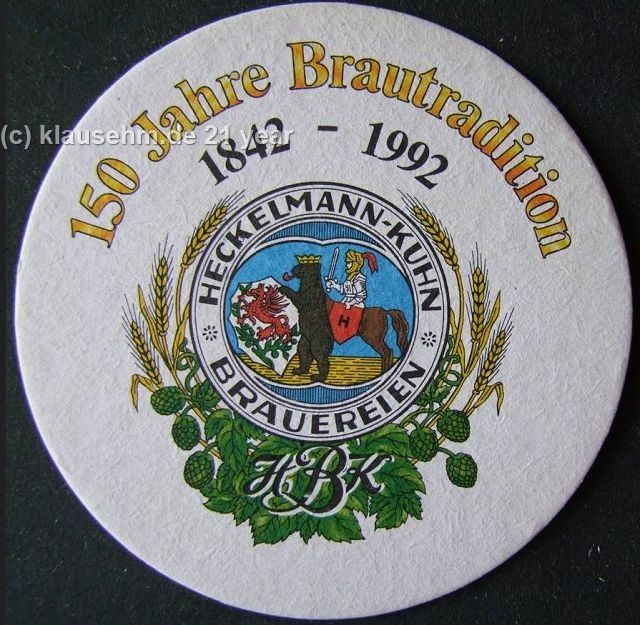 150 Jahre Brautradition
(c) klausehm.de 21 year
1842 - 1992
HECKELMANN-KUHN
H
BRAUEREIEN
HBK